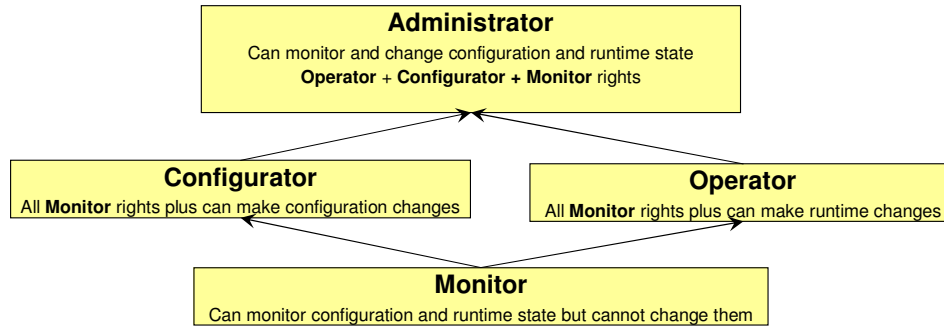 Administrator
Can monitor and change configuration and runtime state
Operator + Configurator + Monitor rights
Configurator
All Monitor rights plus can make configuration changes
Operator
All Monitor rights plus can make runtime changes
Monitor
Can monitor configuration and runtime state but cannot change them